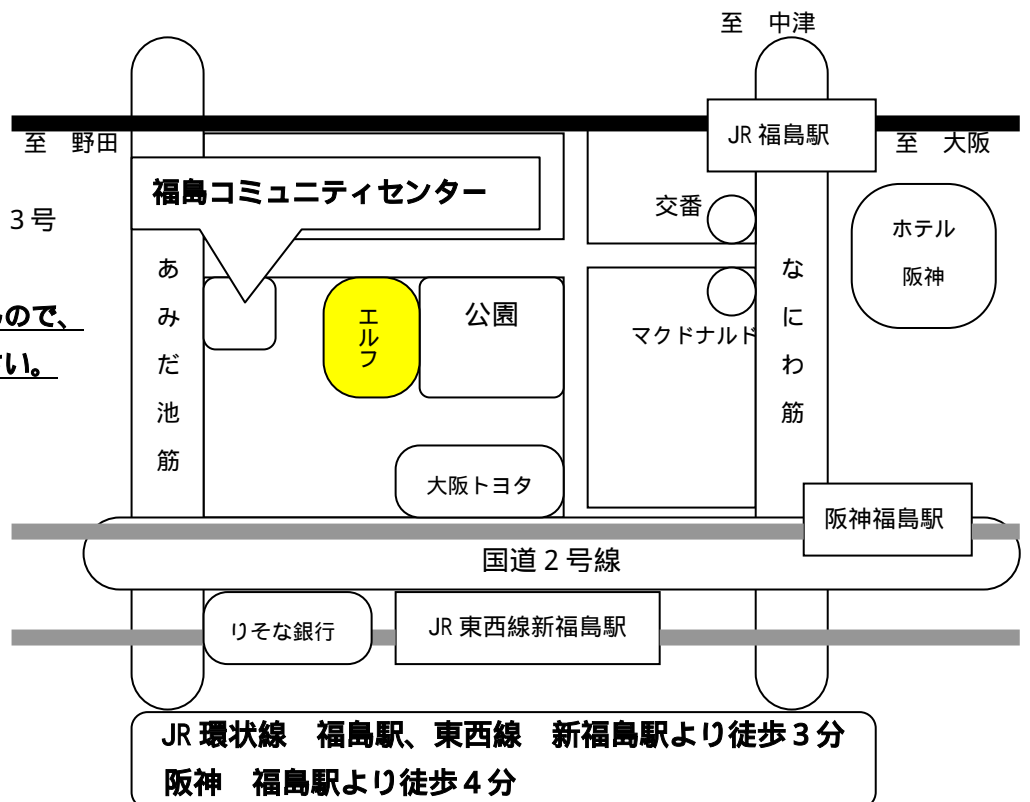 至　中津
JR 福島駅
至　野田
至　大阪
福島コミュニティセンター
交番
3号
ホテル
阪神
あみだ池筋
エルフ
公園
なにわ筋
マクドナルド
ので、
い。
大阪トヨタ
阪神福島駅
国道2号線
りそな銀行
JR 東西線新福島駅
JR 環状線　福島駅、東西線　新福島駅より徒歩3分
阪神　福島駅より徒歩4分